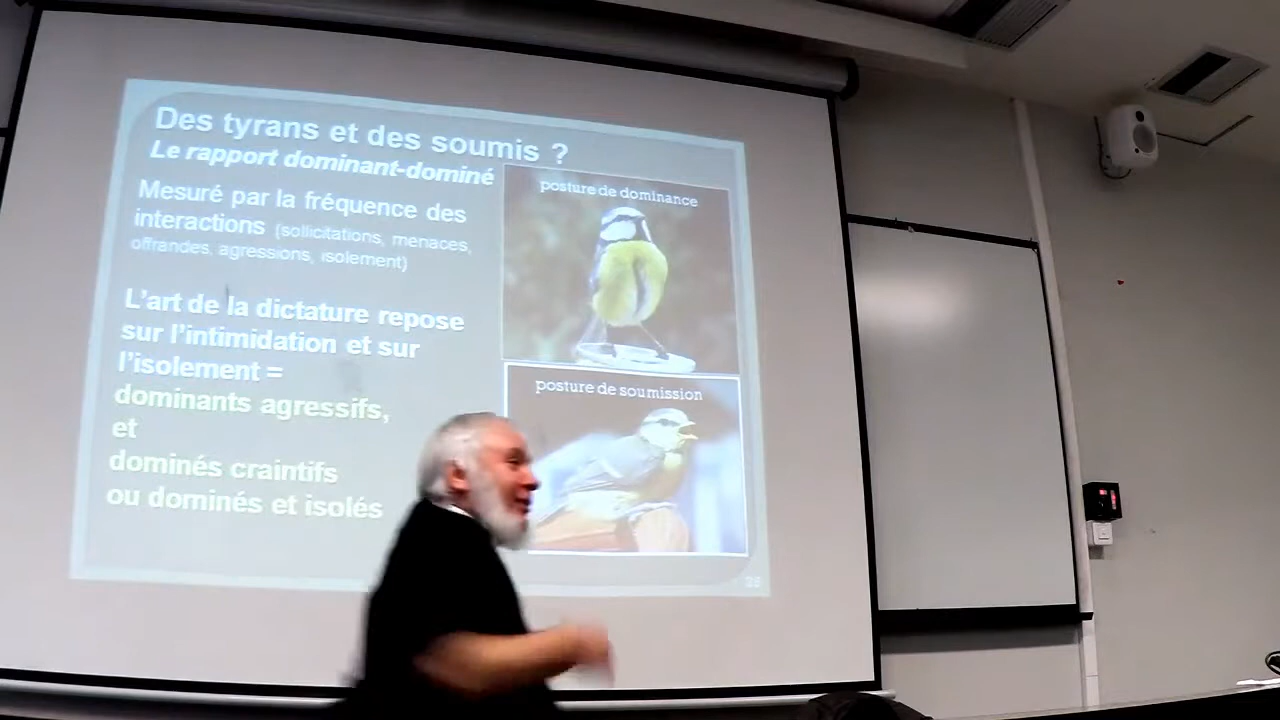 Des tyrans et des soumis ?
Le rapport dominant-dominé
Mesuré par la fréquence des
interactions (sollicitations, menaces,
offrandes, agressions, isolement)
L'art de la dictature repose
sur l'intimidation et sur
l'isolement =
dominants agressifs,
et
dominés craintifs
ou dominés et isolés
posture de dominance
posture de soumission